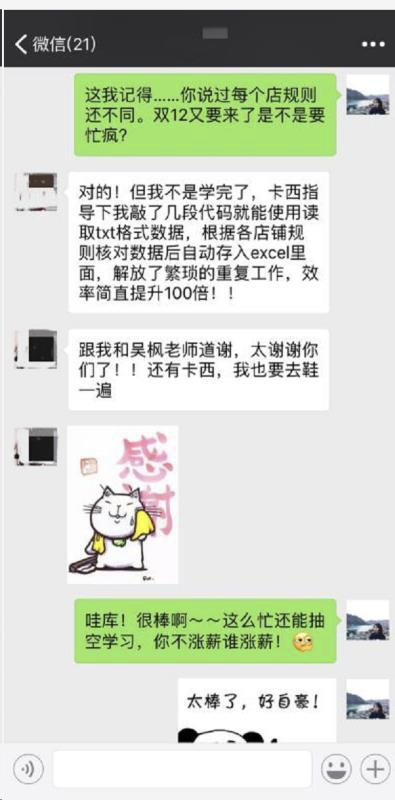 微信(21)
这我记得......你说过每个店规则
还不同。双12又要来了是不是要
忙疯？
对的！但我不是学完了，卡西指
导下我敲了几段代码就能使用读
取txt格式数据，根据各店铺规
则核对数据后自动存入excel里
面，解放了繁琐的重复工作，效
率简直提升100倍！！
跟我和吴枫老师道谢，太谢谢你
们了！！还有卡西，我也要去鞋
一遍
感
谢
哇库！很棒啊～～这么忙还能抽
空学习，你不涨薪谁涨薪！
太棒了，好自豪！